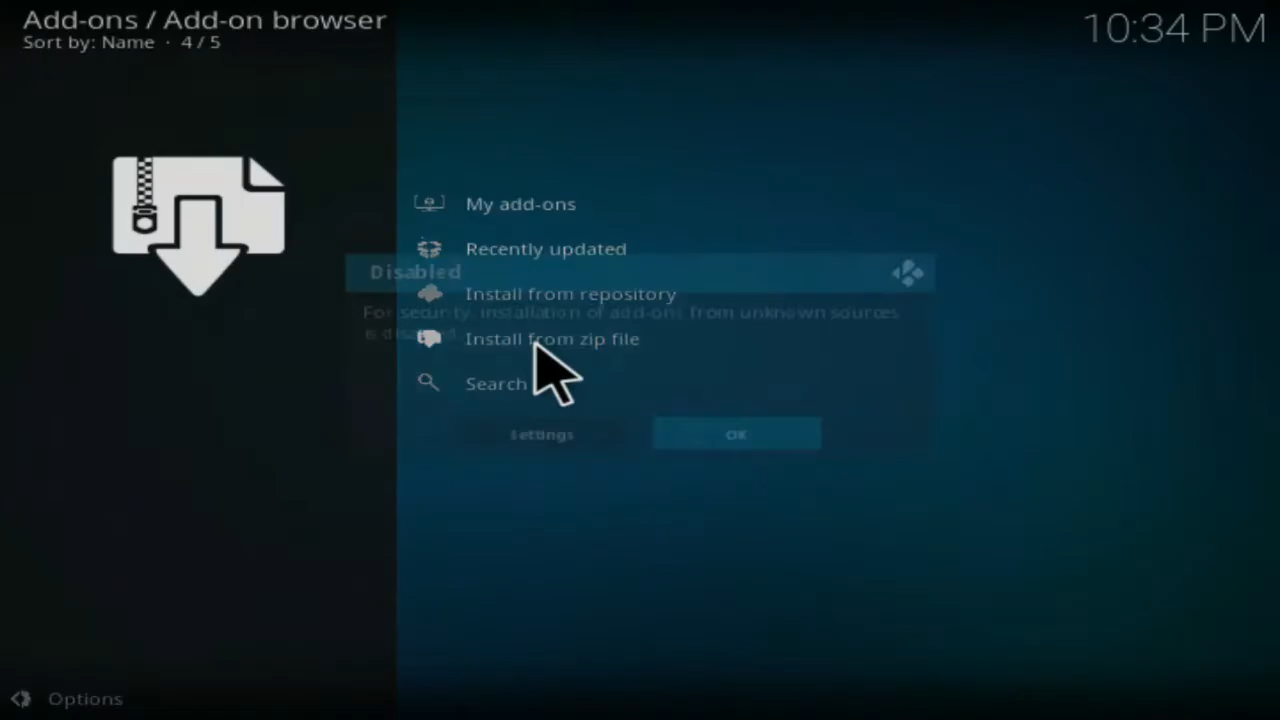 Add-ons / Add-on browser
Sort by: Name · 4 / 5
10:34 PM
My add-ons
Recently updated
Disabled
Install from repository
For security, installation of add-ons from unknown sources
is disabled.
Install from zip file
Search
Settings
OK
Options